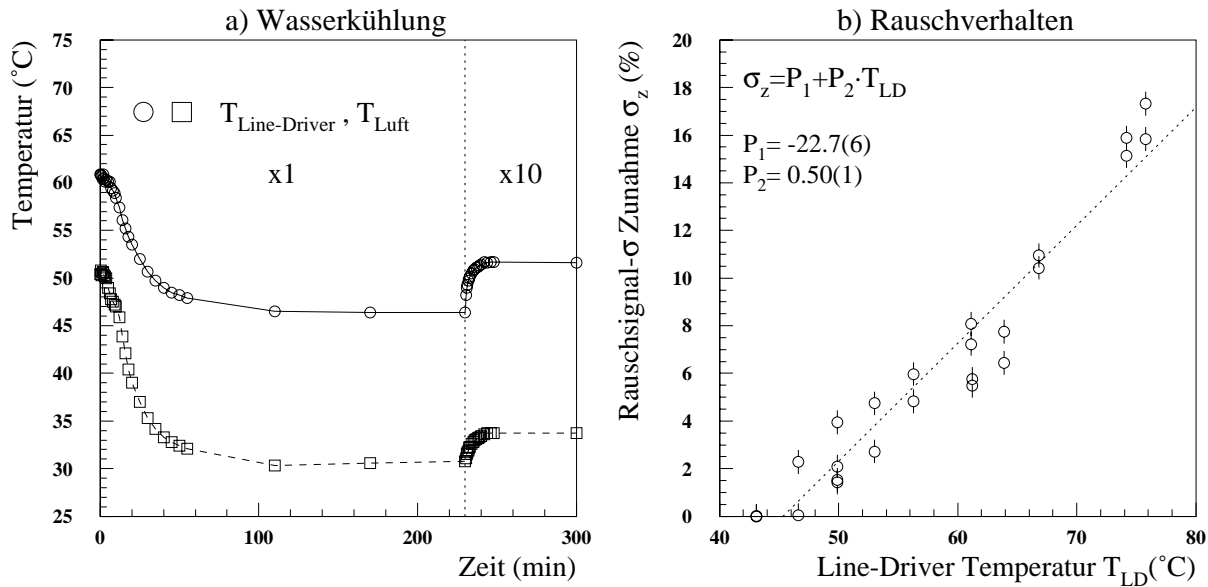 a) Wasserkühlung
Temperatur (˚C)
75
70
65
60
55
50
45
40
35
30
25
T_Line-Driver , T_Luft
x1
x10
0
100
200
300
Zeit (min)
b) Rauschverhalten
Rauschsignal-σ Zunahme σ_z (%)
20
18
16
14
12
10
8
6
4
2
0
σ_z=P_1+P_2·T_LD
P_1= -22.7(6)
P_2= 0.50(1)
40
50
60
70
80
Line-Driver Temperatur T_LD(˚C)